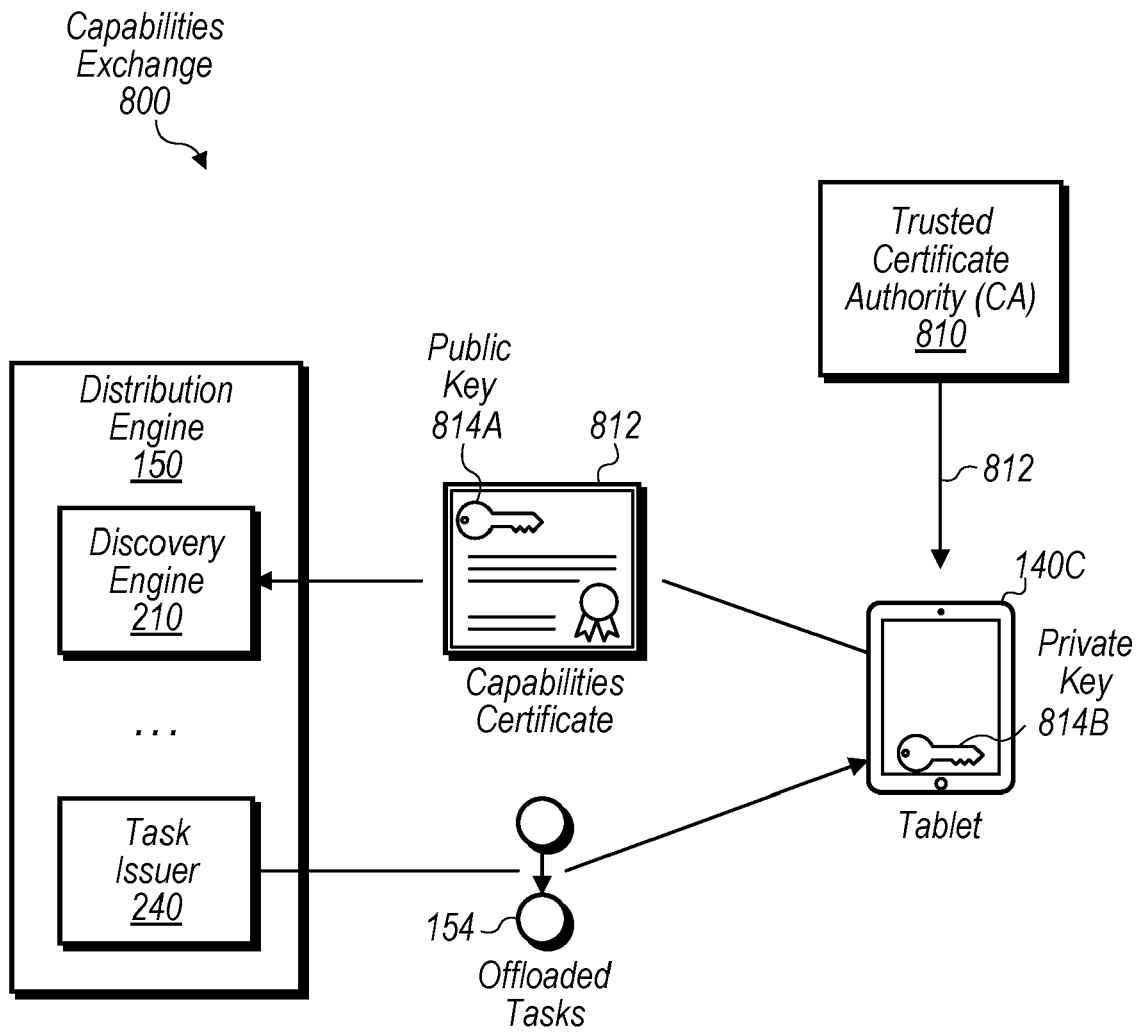 Capabilities
Exchange
800
Trusted
Certificate
Authority (CA)
810
Public
Key
814A
812
812
Distribution
Engine
150
Discovery
Engine
210
140C
Private
Key
814B
Capabilities
Certificate
...
Tablet
Task
Issuer
240
154
Offloaded
Tasks